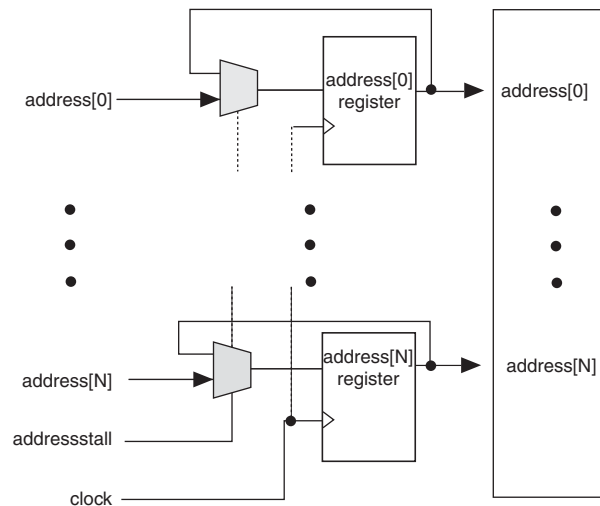 address[0]
address[0]
register
address[0]
address[N]
address[N]
register
address[N]
addressstall
clock